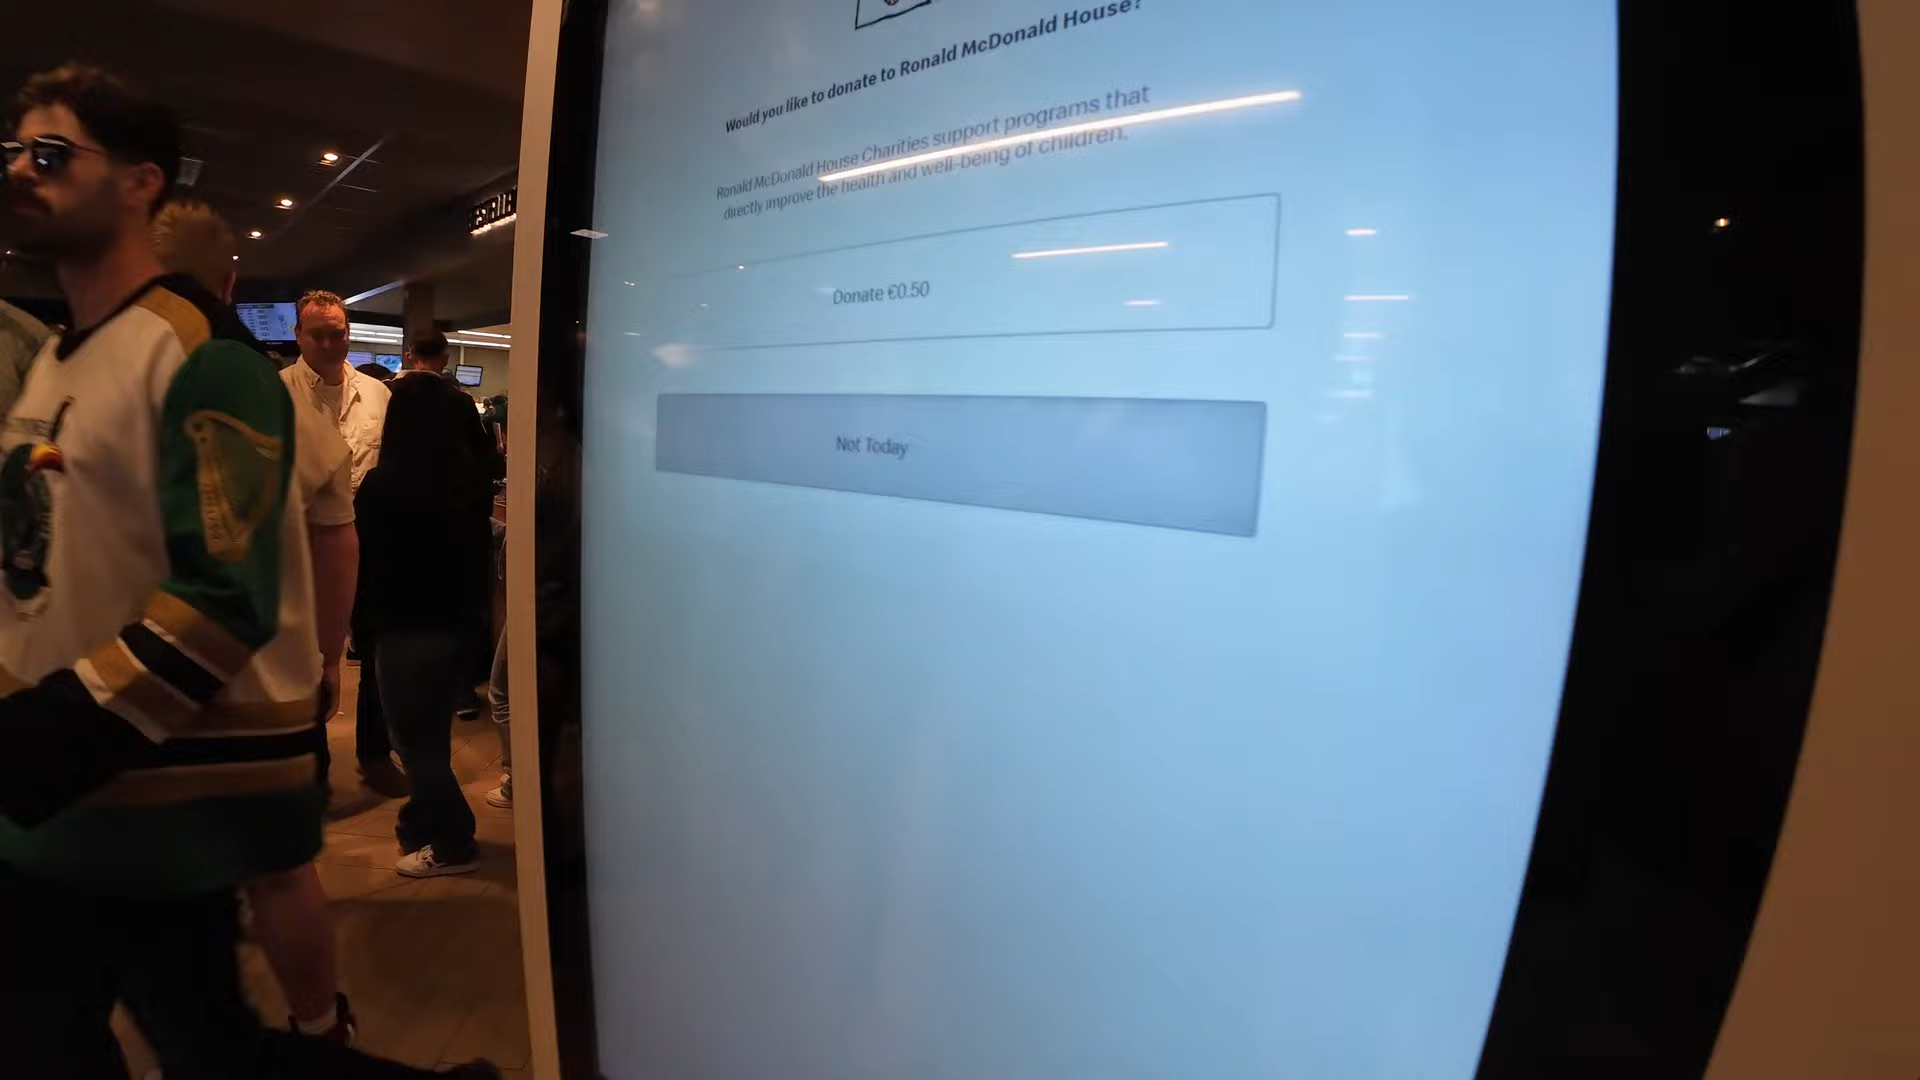 Would you like to donate to Ronald McDonald House?
Ronald McDonald House Charities support programs that
directly improve the health and well-being of children.
Donate €0.50
Not Today